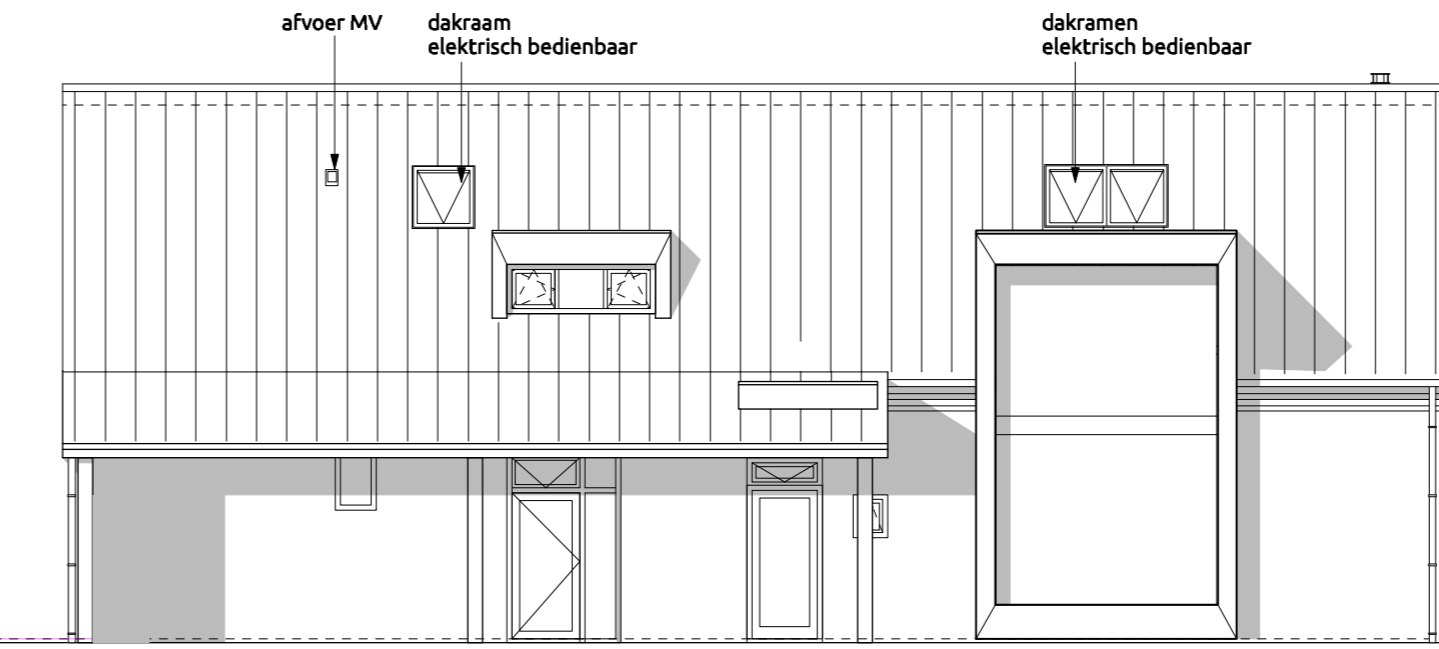 afvoer MV
dakraam
elektrisch bedienbaar
dakramen
elektrisch bedienbaar